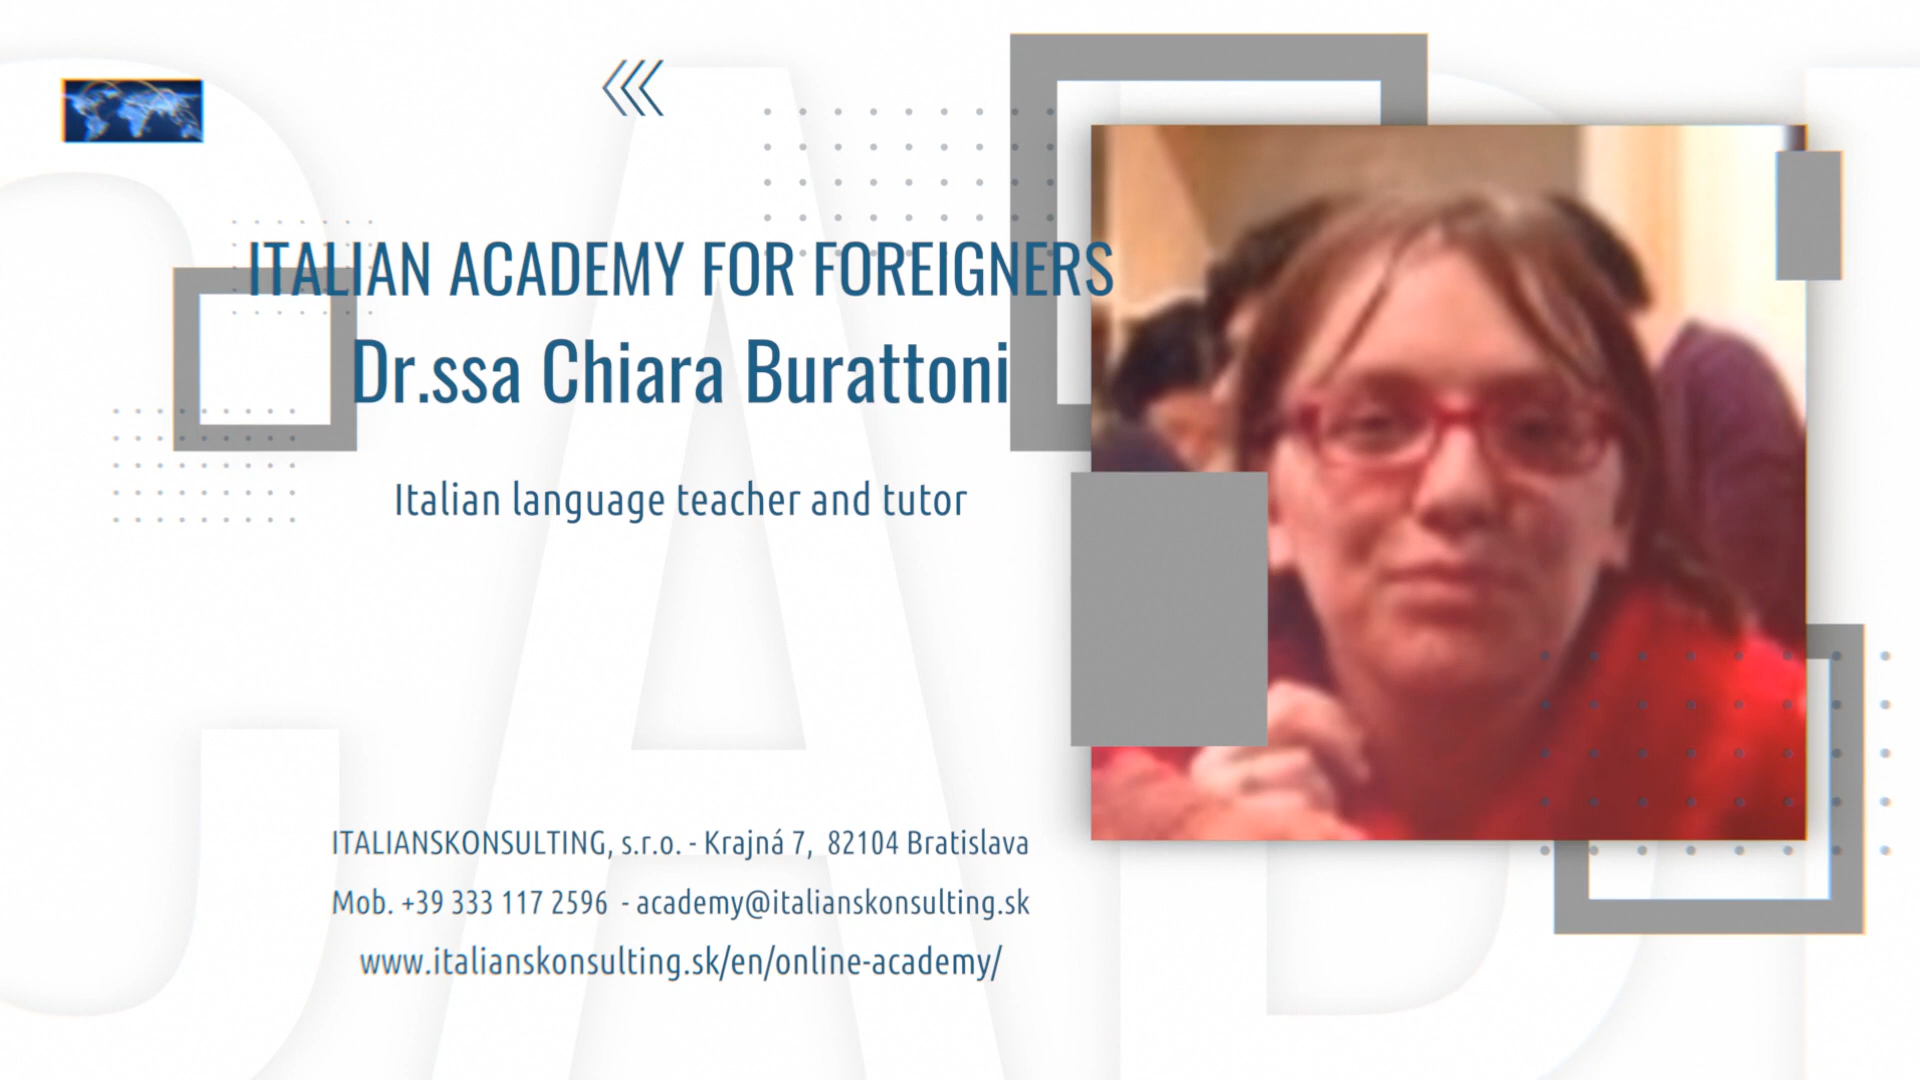 ITALIAN ACADEMY FOR FOREIGNERS
Dr.ssa Chiara Burattoni
Italian language teacher and tutor
ITALIANSKONSULTING, s.r.o. - Krajná 7, 82104 Bratislava
Mob. +39 333 117 2596 - academy@italianskonsulting.sk
www.italianskonsulting.sk/en/online-academy/